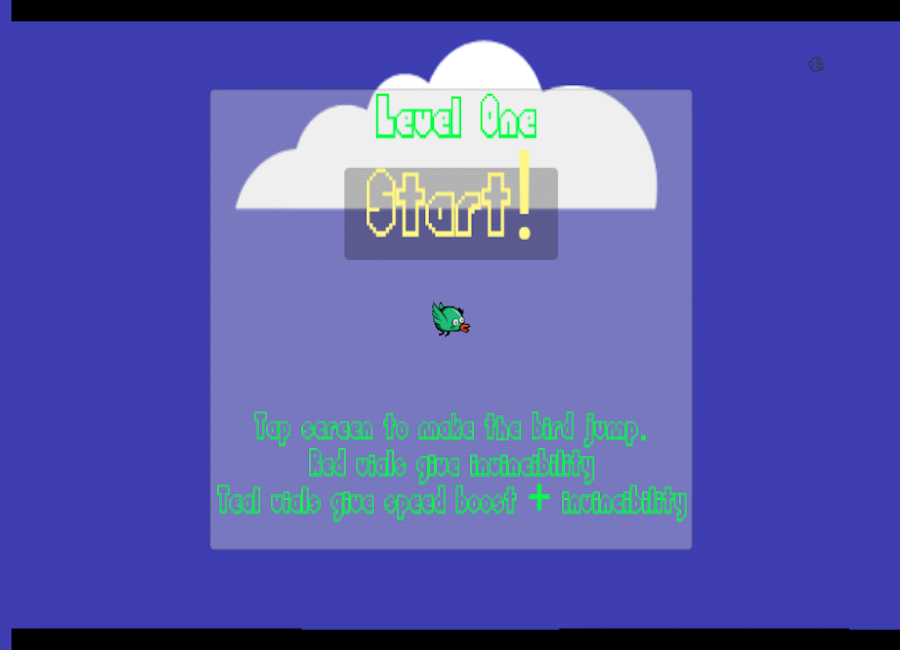 Level One
Start!
Tap screen to make the bird jump.
Red vials give invincibility
Teal vials give speed boost + invincibility